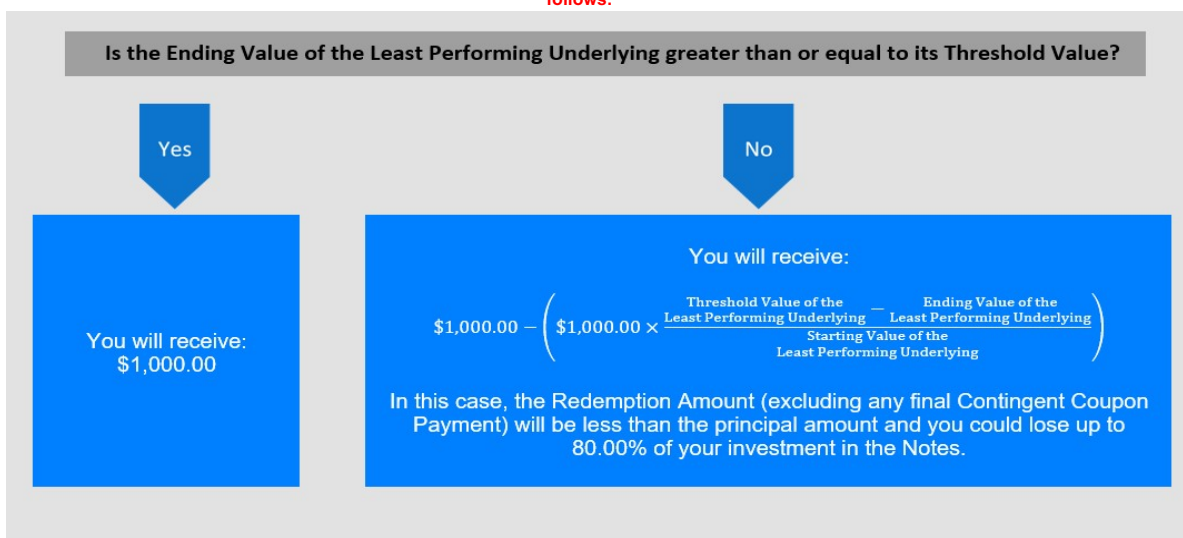 follows:
Is the Ending Value of the Least Performing Underlying greater than or equal to its Threshold Value?
Yes
No
You will receive:
$1,000.00
You will receive:
$1,000.00 − ( $1,000.00 × (Threshold Value of the Least Performing Underlying − Ending Value of the Least Performing Underlying) / Starting Value of the Least Performing Underlying )
In this case, the Redemption Amount (excluding any final Contingent Coupon
Payment) will be less than the principal amount and you could lose up to
80.00% of your investment in the Notes.